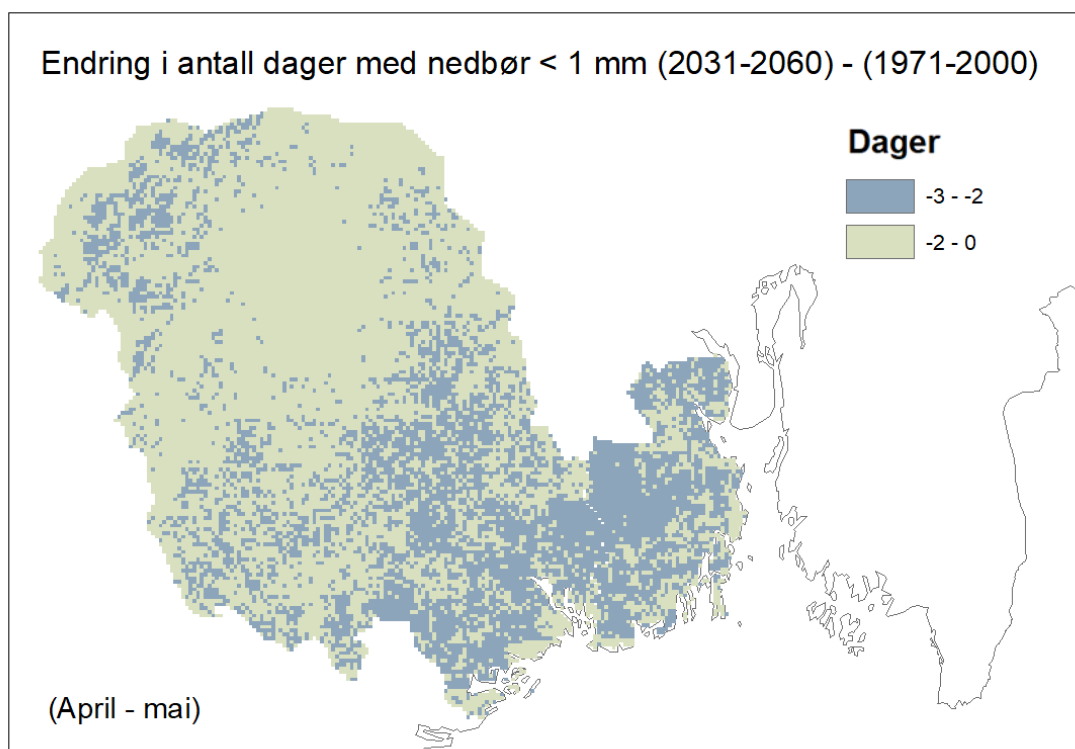 Endring i antall dager med nedbør < 1 mm (2031-2060) - (1971-2000)
Dager
-3 - -2
-2 - 0
(April - mai)